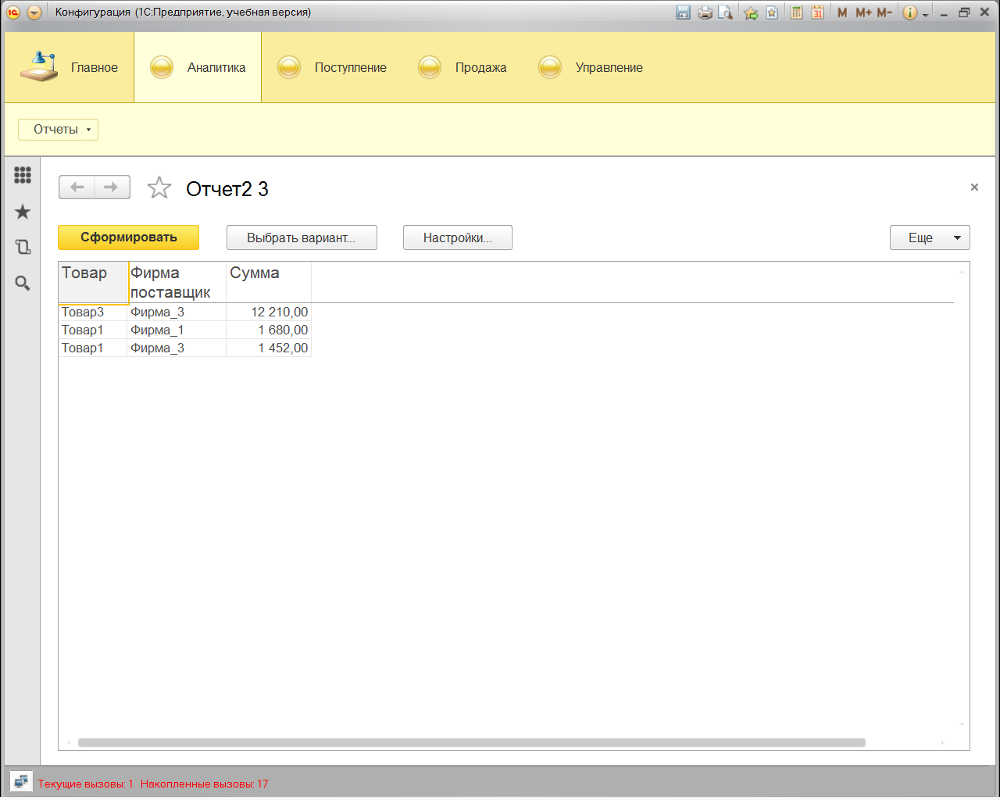 Конфигурация (1С:Предприятие, учебная версия)
M M+ M-
31
Главное Аналитика Поступление Продажа Управление
Отчеты
Отчет2 3
Сформировать Выбрать вариант... Настройки... Еще
Товар Фирма поставщик Сумма
Товар3 Фирма_3 12 210,00
Товар1 Фирма_1 1 680,00
Товар1 Фирма_3 1 452,00
Текущие вызовы: 1 Накопленные вызовы: 17